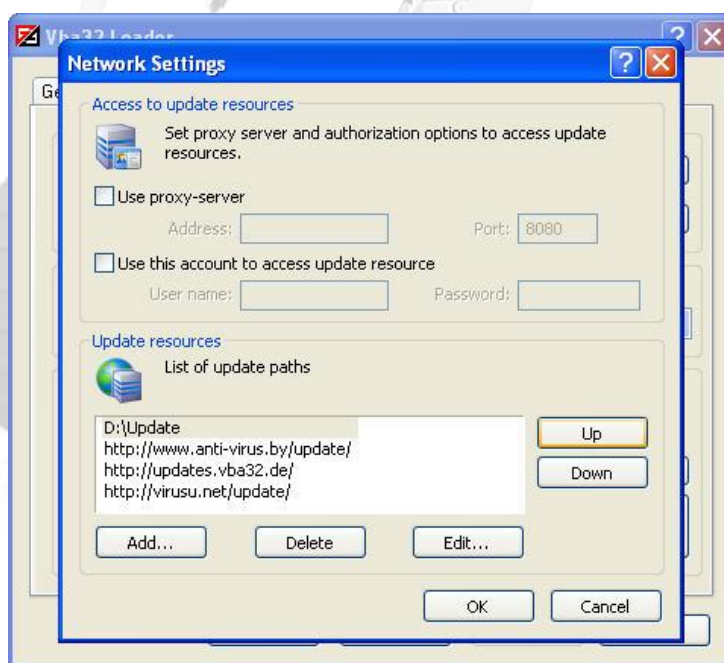 Vba32 Loader
Network Settings
Ge
Access to update resources
Set proxy server and authorization options to access update
resources.
Use proxy-server
Address:
Port: 8080
Use this account to access update resource
User name:
Password:
Update resources
List of update paths
D:\Update
http://www.anti-virus.by/update/
http://updates.vba32.de/
http://virusu.net/update/
Up
Down
Add...
Delete
Edit...
OK
Cancel